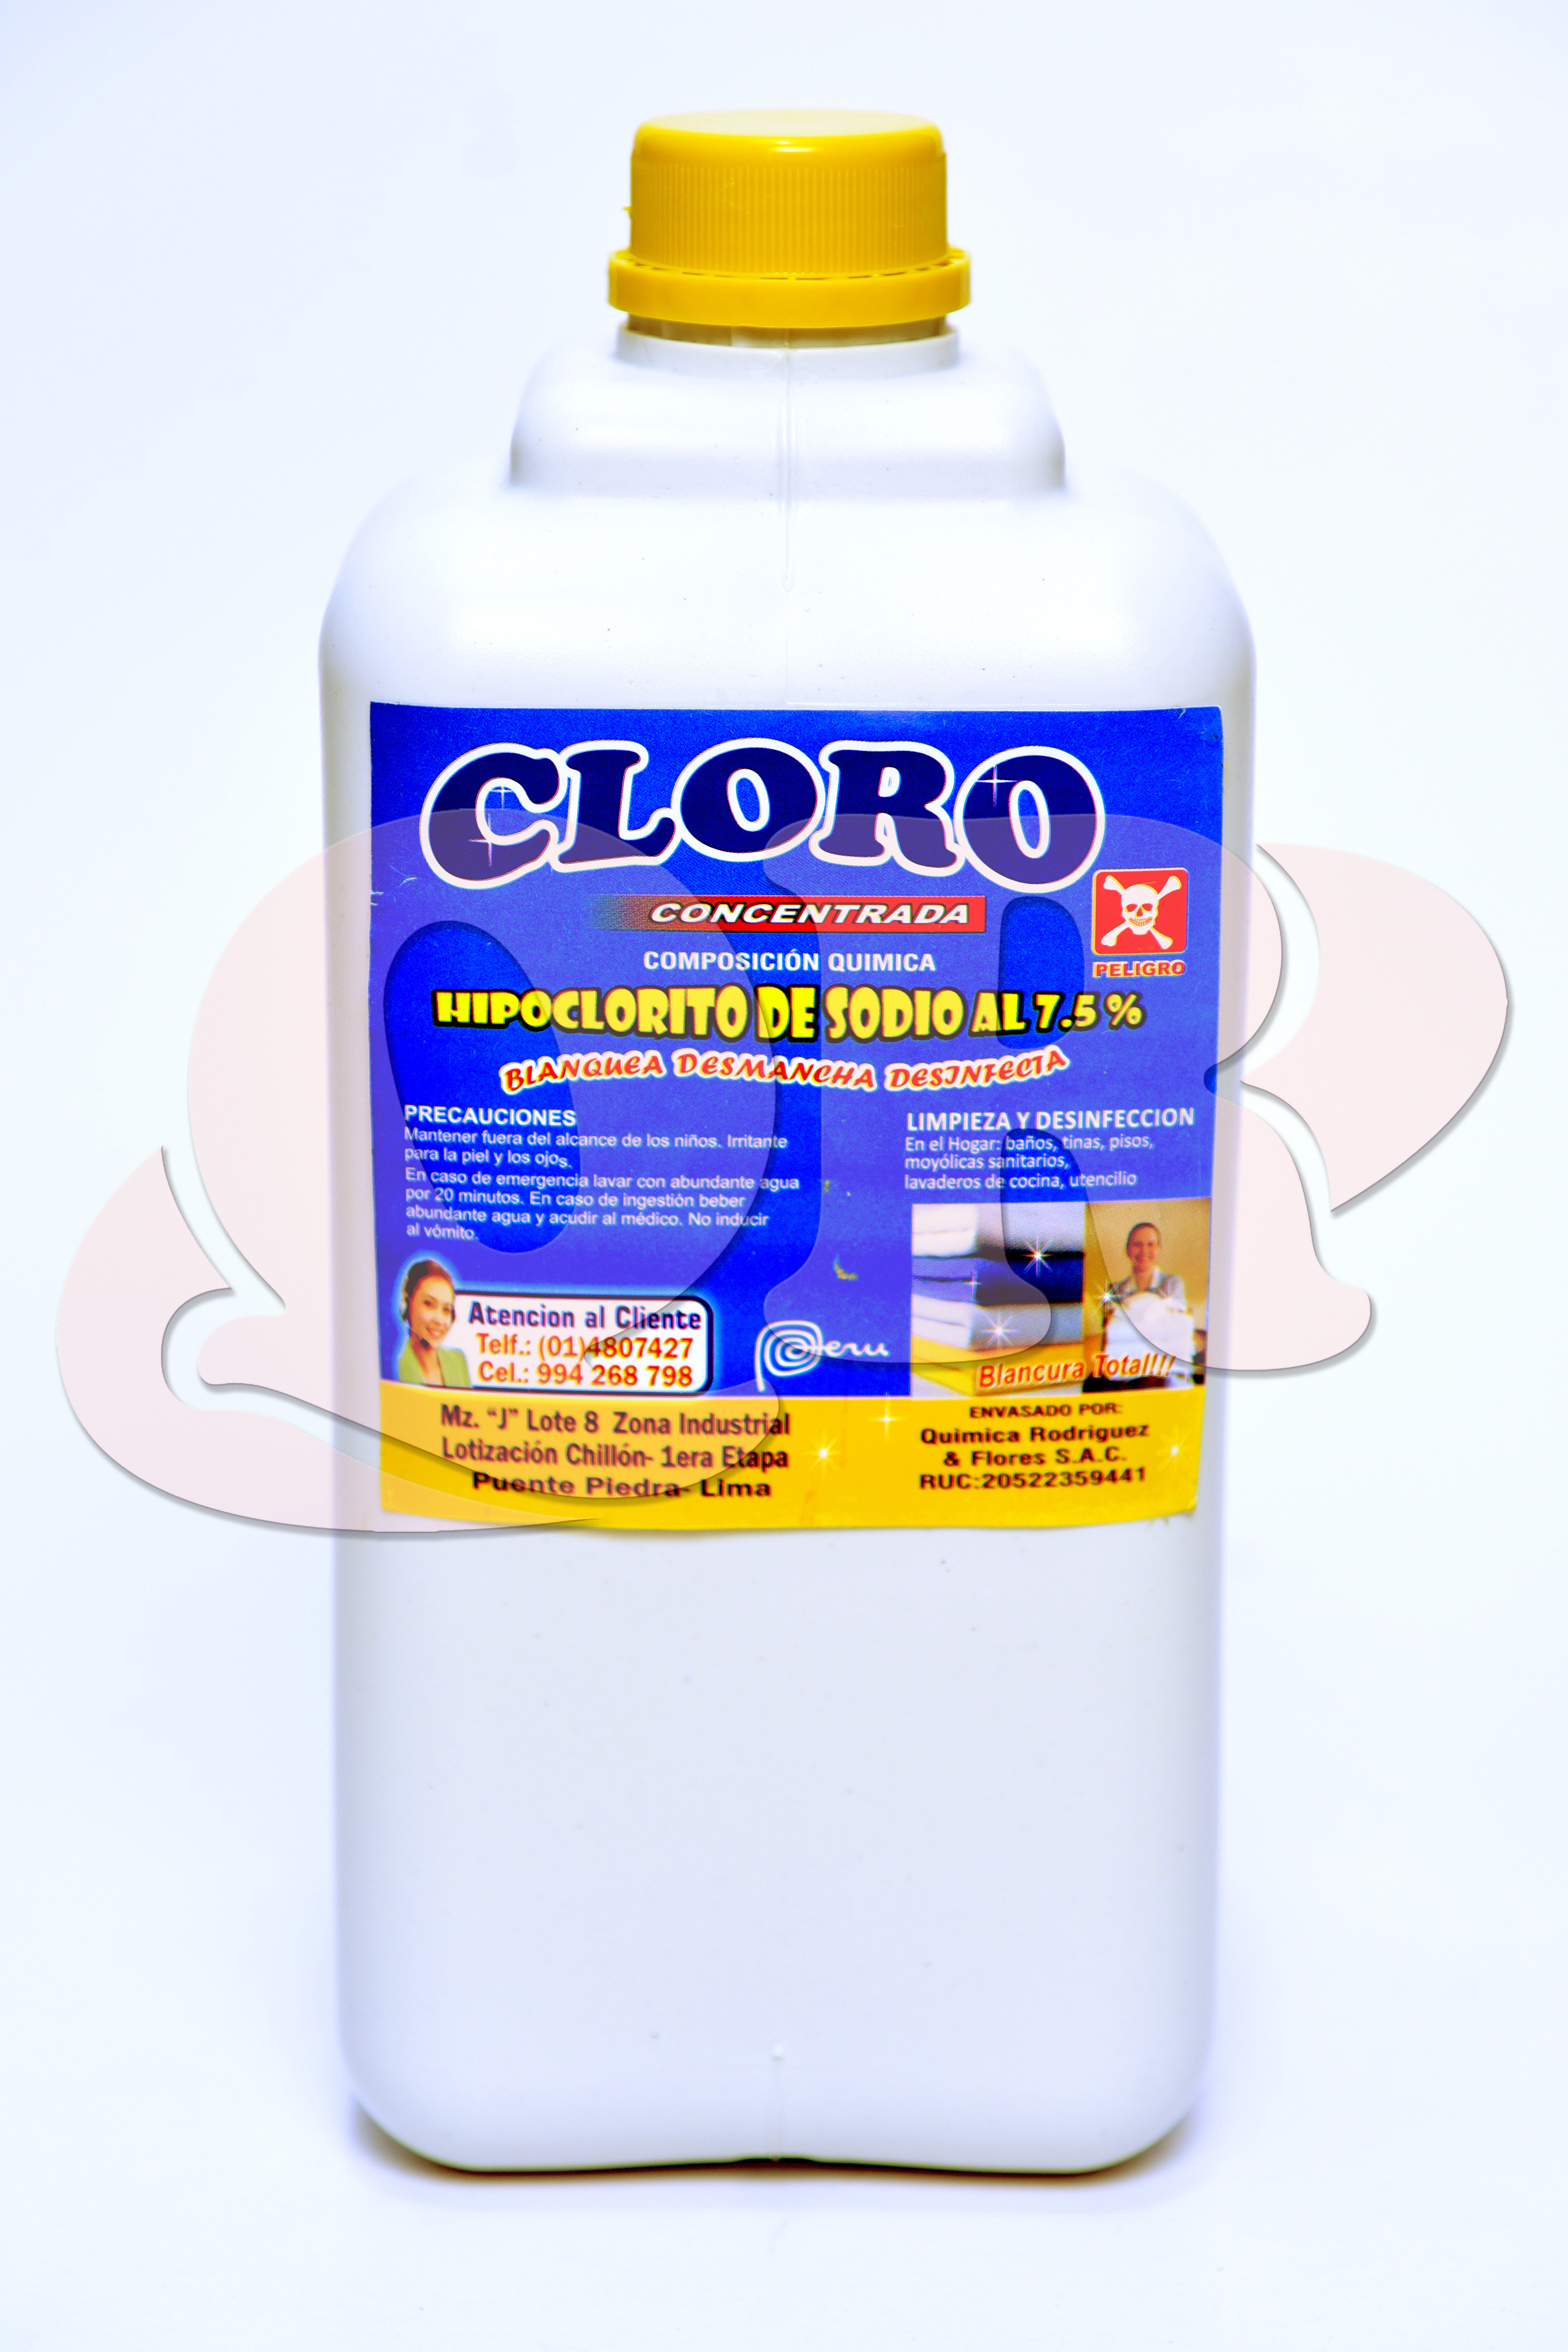 CLORO
CONCENTRADA
PELIGRO
COMPOSICIÓN QUIMICA
HIPOCLORITO DE SODIO AL 7.5 %
BLANQUEA DESMANCHA DESINFECTA
PRECAUCIONES
Mantener fuera del alcance de los niños. Irritante
para la piel y los ojos.
En caso de emergencia lavar con abundante agua
por 20 minutos. En caso de ingestión beber
abundante agua y acudir al médico. No inducir
al vómito.
LIMPIEZA Y DESINFECCION
En el Hogar: baños, tinas, pisos,
moyólicas sanitarios,
lavaderos de cocina, utencilio
Atencion al Cliente
Telf.: (01)4807427
Cel.: 994 268 798
Peru
Blancura Total!!!
Mz. “J” Lote 8 Zona Industrial
Lotización Chillón- 1era Etapa
Puente Piedra- Lima
ENVASADO POR:
Quimica Rodriguez
& Flores S.A.C.
RUC:20522359441
QR